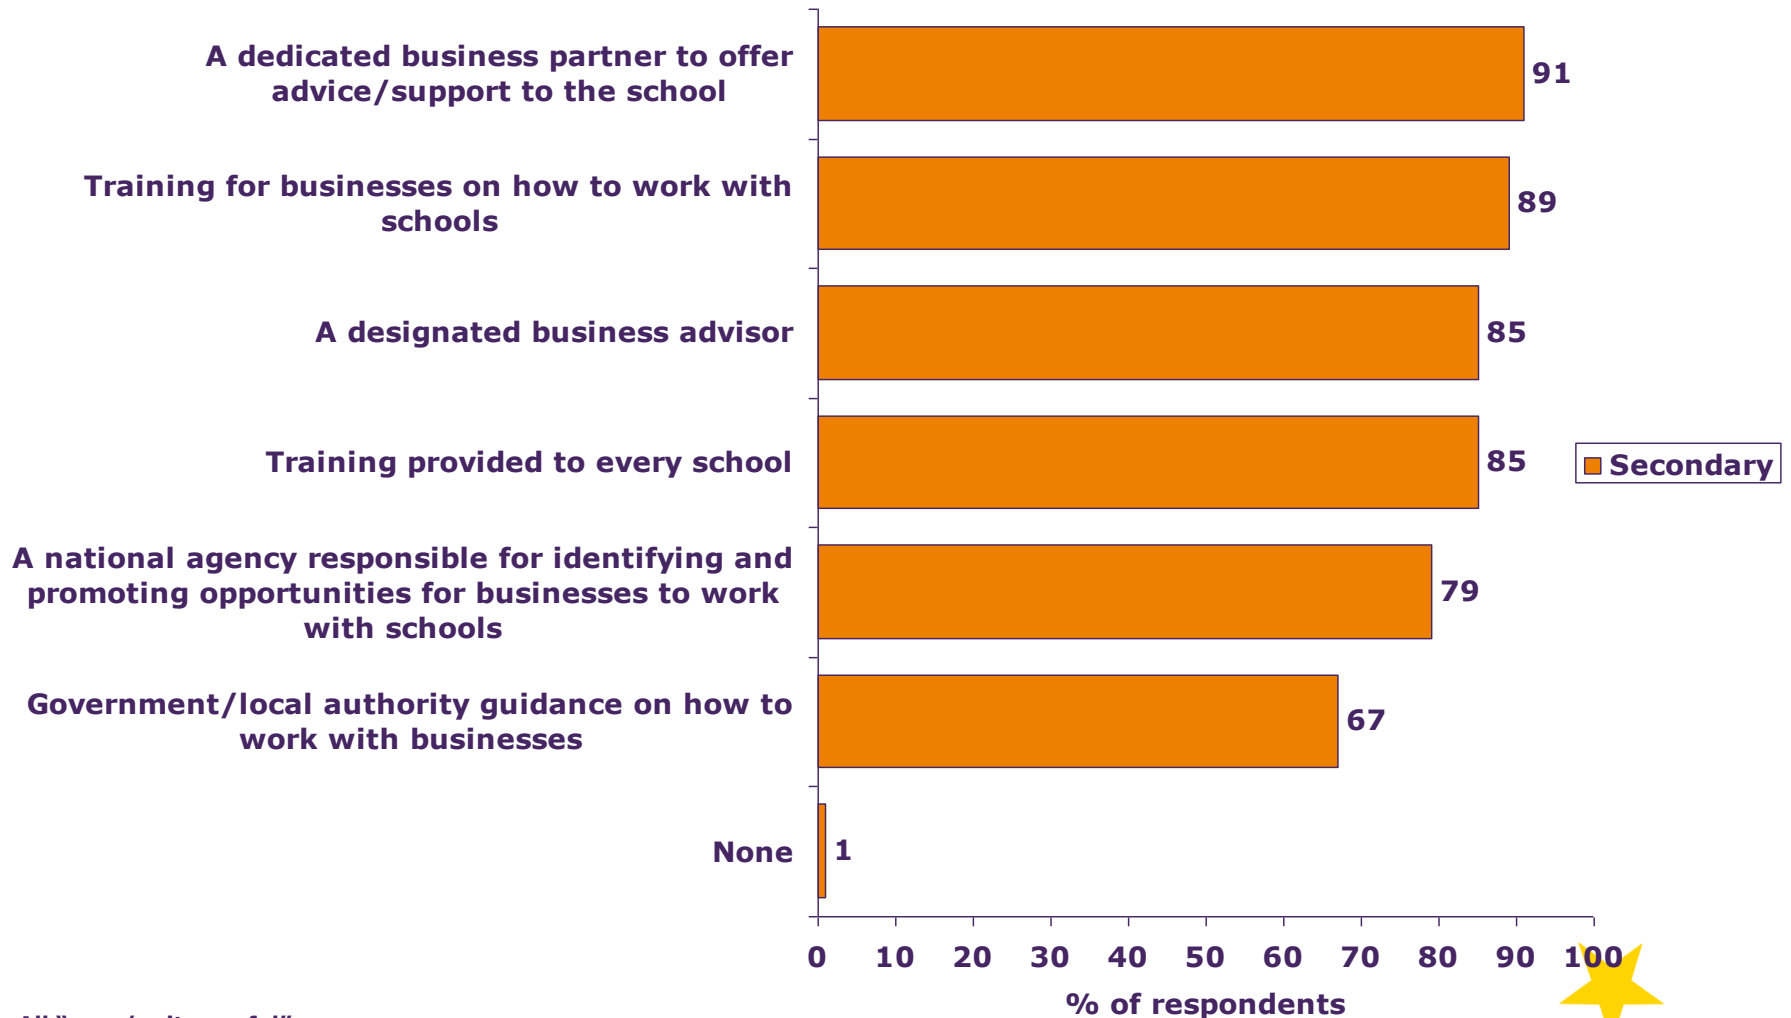 A dedicated business partner to offer
advice/support to the school
91
Training for businesses on how to work with
schools
89
A designated business advisor
85
Training provided to every school
85
Secondary
A national agency responsible for identifying and
promoting opportunities for businesses to work
with schools
79
Government/local authority guidance on how to
work with businesses
67
None
1
0 10 20 30 40 50 60 70 80 90 100
% of respondents
All